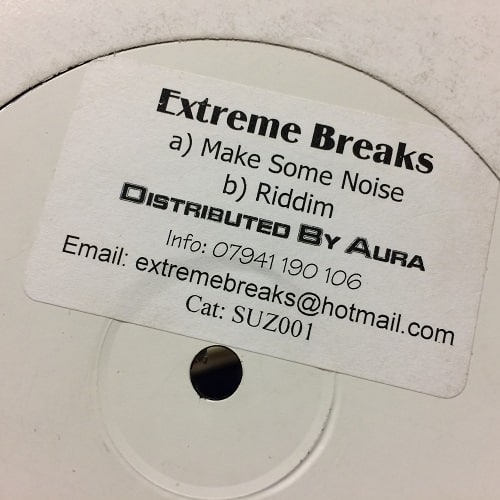 Extreme Breaks
a) Make Some Noise
b) Riddim
Distributed By Aura
Info: 07941 190 106
Email: extremebreaks@hotmail.com
Cat: SUZ001